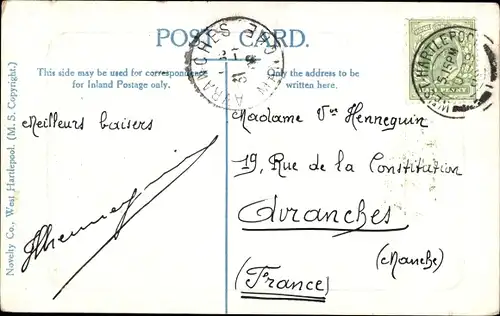 POST CARD.
This side may be used for correspondence
for Inland Postage only.
Only the address to be
written here.
Meilleurs baisers
Madame Vve Hennequin
19, Rue de la Constitution
Avranches
(Manche)
(France)
Novelty Co., West Hartlepool. (M. S. Copyright.)
AVRANCHES
WEST HARTLEPOOL